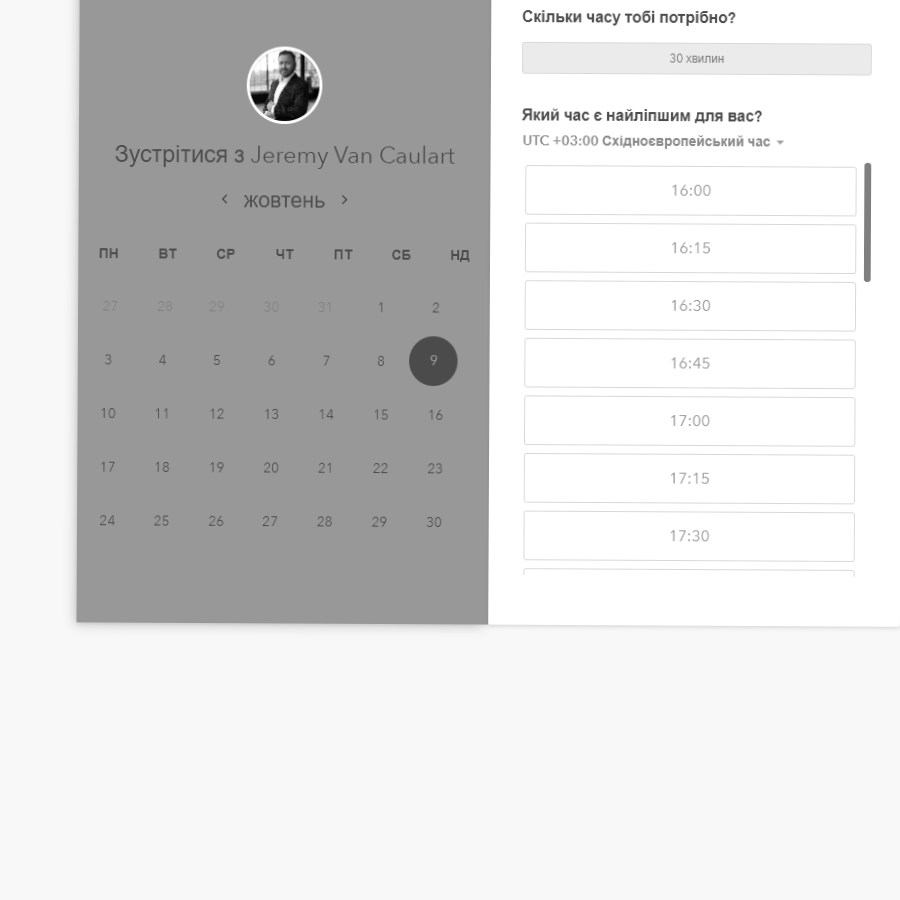 Зустрітися з Jeremy Van Caulart
жовтень
ПН ВТ СР ЧТ ПТ СБ НД
27 28 29 30 31 1 2
3 4 5 6 7 8 9
10 11 12 13 14 15 16
17 18 19 20 21 22 23
24 25 26 27 28 29 30
Скільки часу тобі потрібно?
30 хвилин
Який час є найліпшим для вас?
UTC +03:00 Східноєвропейський час
16:00
16:15
16:30
16:45
17:00
17:15
17:30